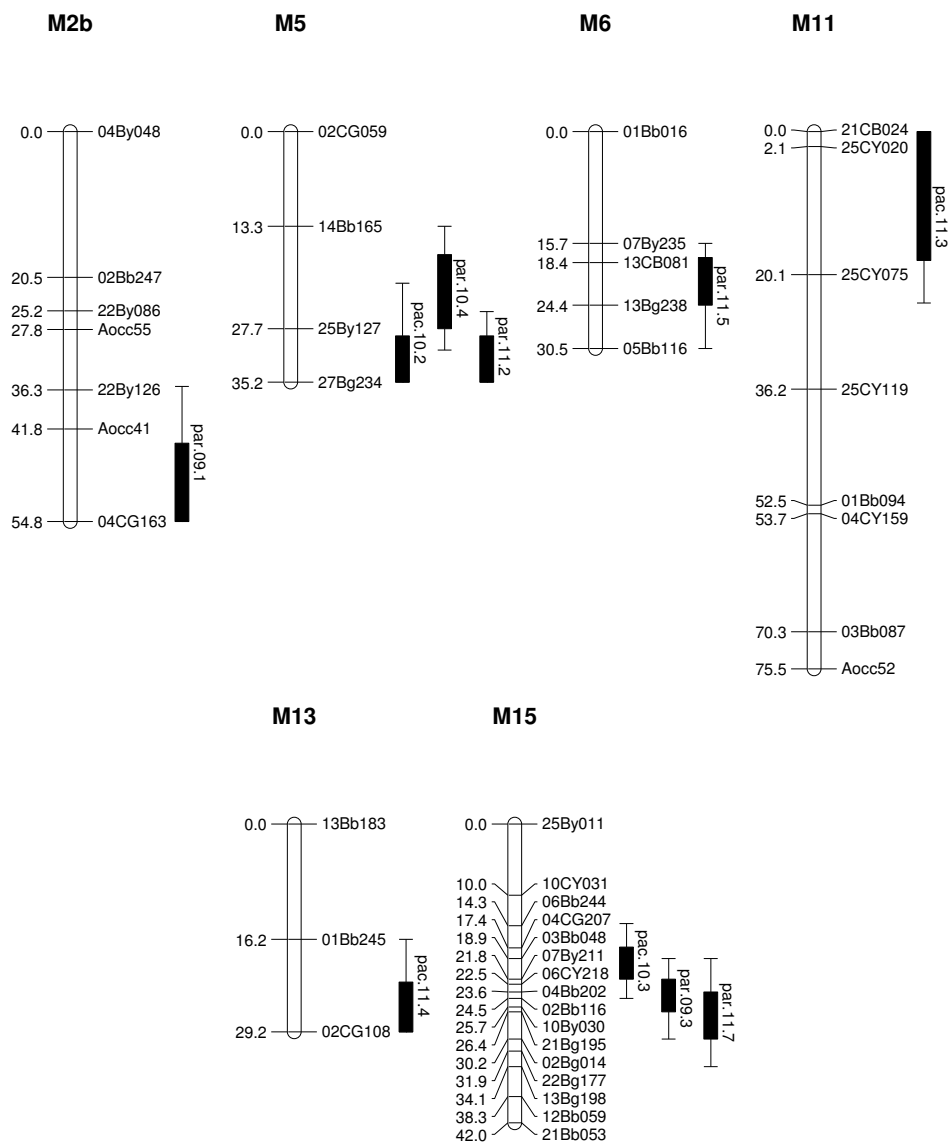 M2b M5 M6 M11
0.0 04By048
20.5 02Bb247
25.2 22By086
27.8 Aocc55
36.3 22By126
41.8 Aocc41
54.8 04CG163
par.09.1
0.0 02CG059
13.3 14Bb165
27.7 25By127
35.2 27Bg234
pac.10.2
par.10.4
par.11.2
0.0 01Bb016
15.7 07By235
18.4 13CB081
24.4 13Bg238
30.5 05Bb116
par.11.5
0.0 21CB024
2.1 25CY020
20.1 25CY075
36.2 25CY119
52.5 01Bb094
53.7 04CY159
70.3 03Bb087
75.5 Aocc52
pac.11.3
M13 M15
0.0 13Bb183
16.2 01Bb245
29.2 02CG108
pac.11.4
0.0 25By011
10.0 10CY031
14.3 06Bb244
17.4 04CG207
18.9 03Bb048
21.8 07By211
22.5 06CY218
23.6 04Bb202
24.5 02Bb116
25.7 10By030
26.4 21Bg195
30.2 02Bg014
31.9 22Bg177
34.1 13Bg198
38.3 12Bb059
42.0 21Bb053
pac.10.3
par.09.3
par.11.7